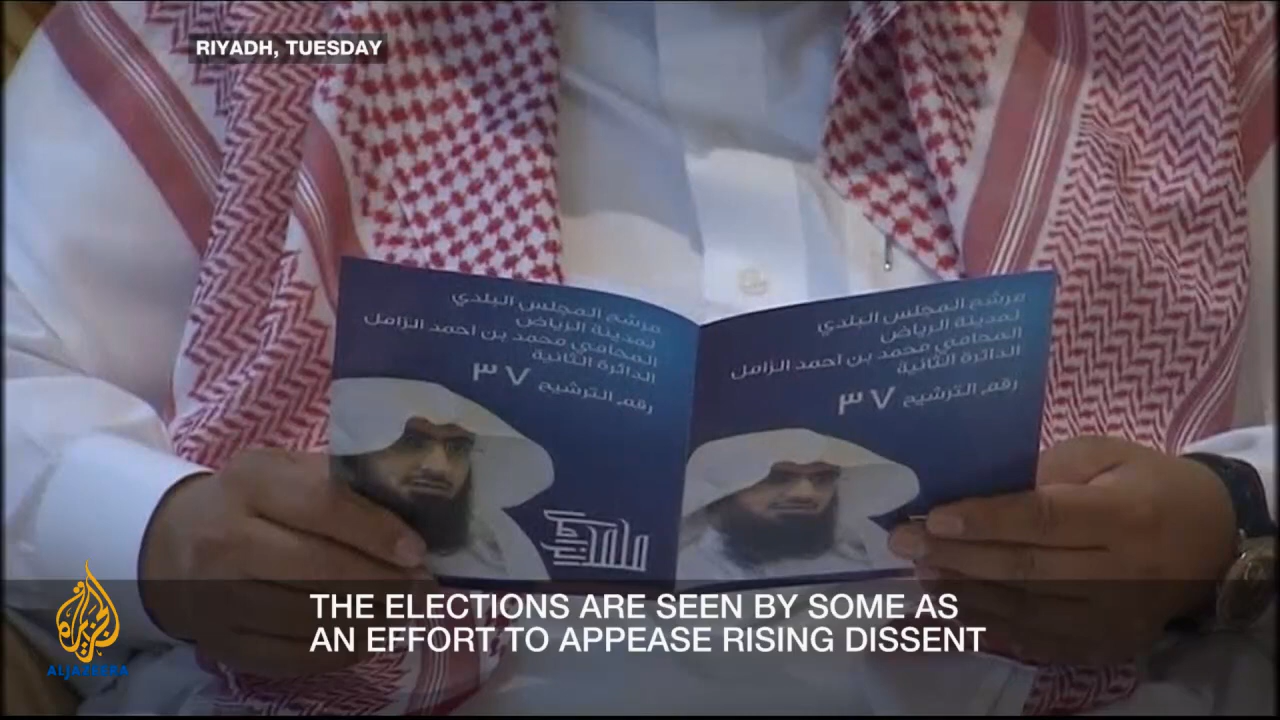 RIYADH, TUESDAY
مرشح المجلس البلدي
لمدينة الرياض
المحامي محمد بن احمد الزامل
الدائرة الثانية
رقم الترشيح ٣٧
مرشح المجلس البلدي
لمدينة الرياض
المحامي محمد بن احمد الزامل
الدائرة الثانية
رقم الترشيح ٣٧
THE ELECTIONS ARE SEEN BY SOME AS
AN EFFORT TO APPEASE RISING DISSENT
الجزيرة
ALJAZEERA